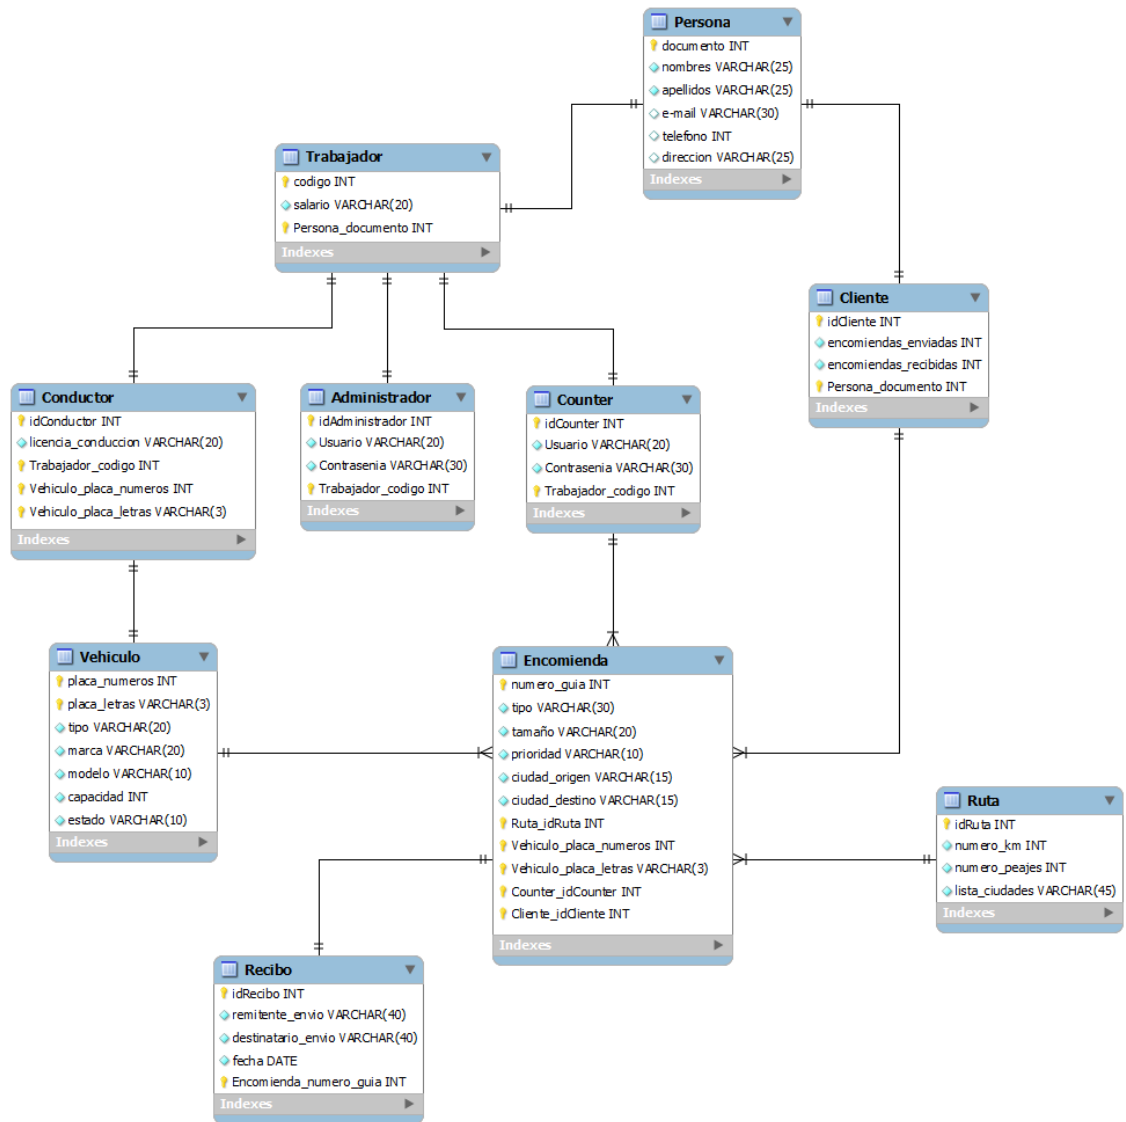 Persona
documento INT
nombres VARCHAR(25)
apellidos VARCHAR(25)
e-mail VARCHAR(30)
telefono INT
direccion VARCHAR(25)
Indexes
Trabajador
codigo INT
salario VARCHAR(20)
Persona_documento INT
Indexes
Cliente
idCliente INT
encomiendas_enviadas INT
encomiendas_recibidas INT
Persona_documento INT
Indexes
Conductor
idConductor INT
licencia_conduccion VARCHAR(20)
Trabajador_codigo INT
Vehiculo_placa_numeros INT
Vehiculo_placa_letras VARCHAR(3)
Indexes
Administrador
idAdministrador INT
Usuario VARCHAR(20)
Contrasenia VARCHAR(30)
Trabajador_codigo INT
Indexes
Counter
idCounter INT
Usuario VARCHAR(20)
Contrasenia VARCHAR(30)
Trabajador_codigo INT
Indexes
Vehiculo
placa_numeros INT
placa_letras VARCHAR(3)
tipo VARCHAR(20)
marca VARCHAR(20)
modelo VARCHAR(10)
capacidad INT
estado VARCHAR(10)
Indexes
Encomienda
numero_guia INT
tipo VARCHAR(30)
tamaño VARCHAR(20)
prioridad VARCHAR(10)
ciudad_origen VARCHAR(15)
ciudad_destino VARCHAR(15)
Ruta_idRuta INT
Vehiculo_placa_numeros INT
Vehiculo_placa_letras VARCHAR(3)
Counter_idCounter INT
Cliente_idCliente INT
Indexes
Ruta
idRuta INT
numero_km INT
numero_peajes INT
lista_ciudades VARCHAR(45)
Indexes
Recibo
idRecibo INT
remitente_envio VARCHAR(40)
destinatario_envio VARCHAR(40)
fecha DATE
Encomienda_numero_guia INT
Indexes